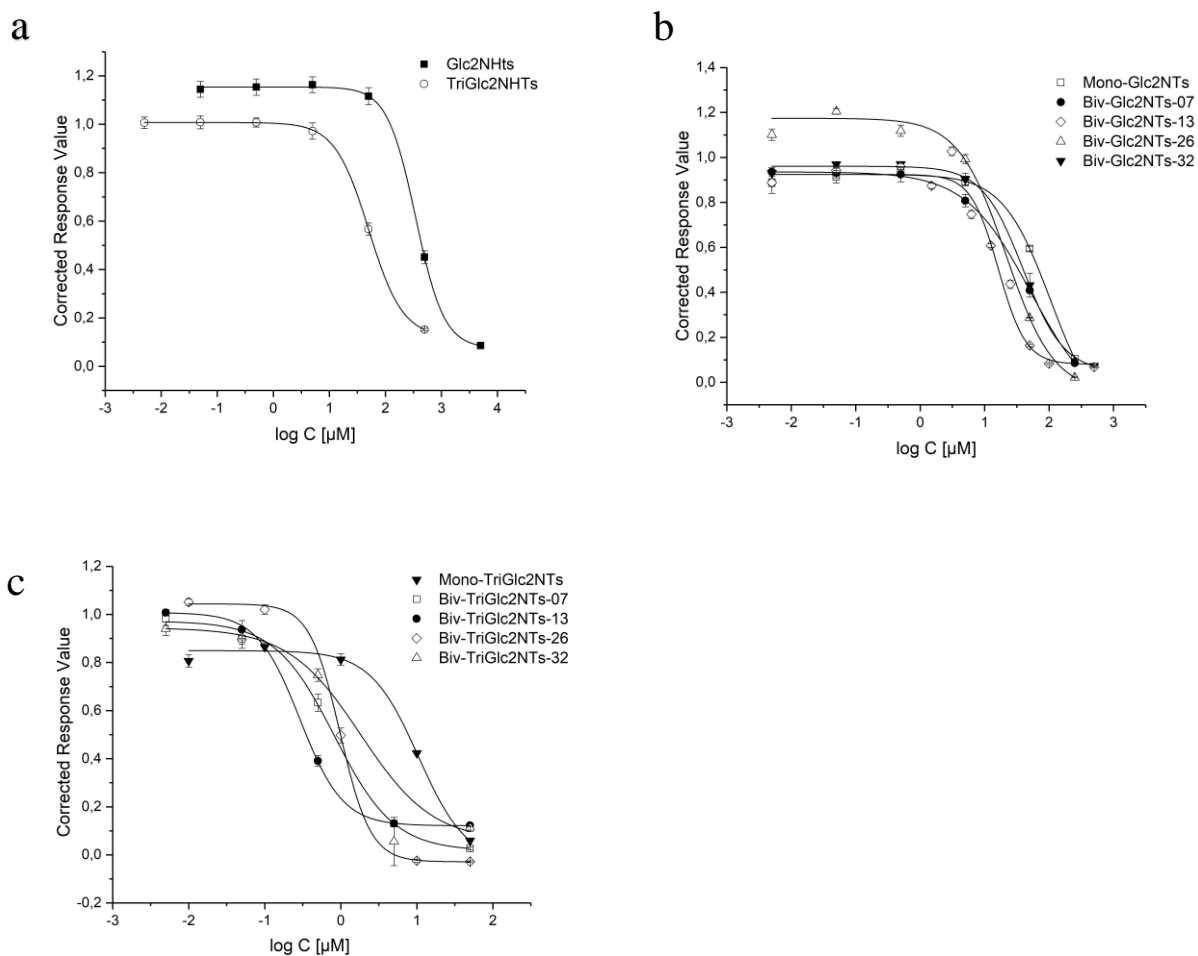 a
Glc2NHts
TriGlc2NHTs
1,2
1,0
0,8
0,6
0,4
0,2
0,0
Corrected Response Value
-3 -2 -1 0 1 2 3 4 5
log C [µM]
b
Mono-Glc2NTs
Biv-Glc2NTs-07
Biv-Glc2NTs-13
Biv-Glc2NTs-26
Biv-Glc2NTs-32
1,4
1,2
1,0
0,8
0,6
0,4
0,2
0,0
Corrected Response Value
-3 -2 -1 0 1 2 3
log C [µM]
c
Mono-TriGlc2NTs
Biv-TriGlc2NTs-07
Biv-TriGlc2NTs-13
Biv-TriGlc2NTs-26
Biv-TriGlc2NTs-32
1,2
1,0
0,8
0,6
0,4
0,2
0,0
-0,2
Corrected Response Value
-3 -2 -1 0 1 2
log C [µM]